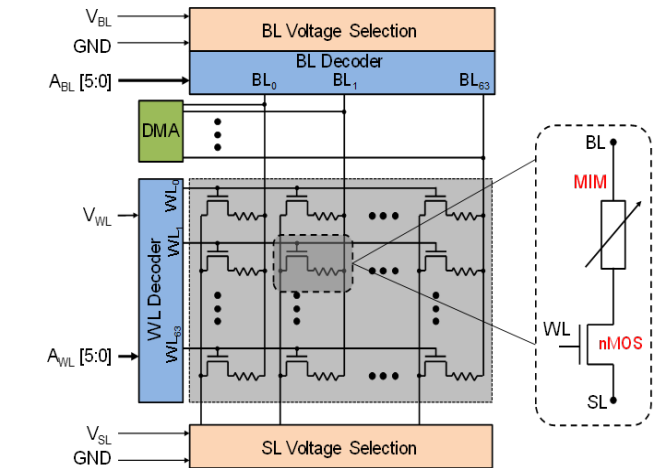 V_BL
BL Voltage Selection
GND
BL Decoder
A_BL [5:0]
BL_0 BL_1 BL_63
DMA
BL
MIM
WL_0
V_WL
WL_1
WL Decoder
WL
nMOS
WL_63
A_WL [5:0]
SL
V_SL
SL Voltage Selection
GND